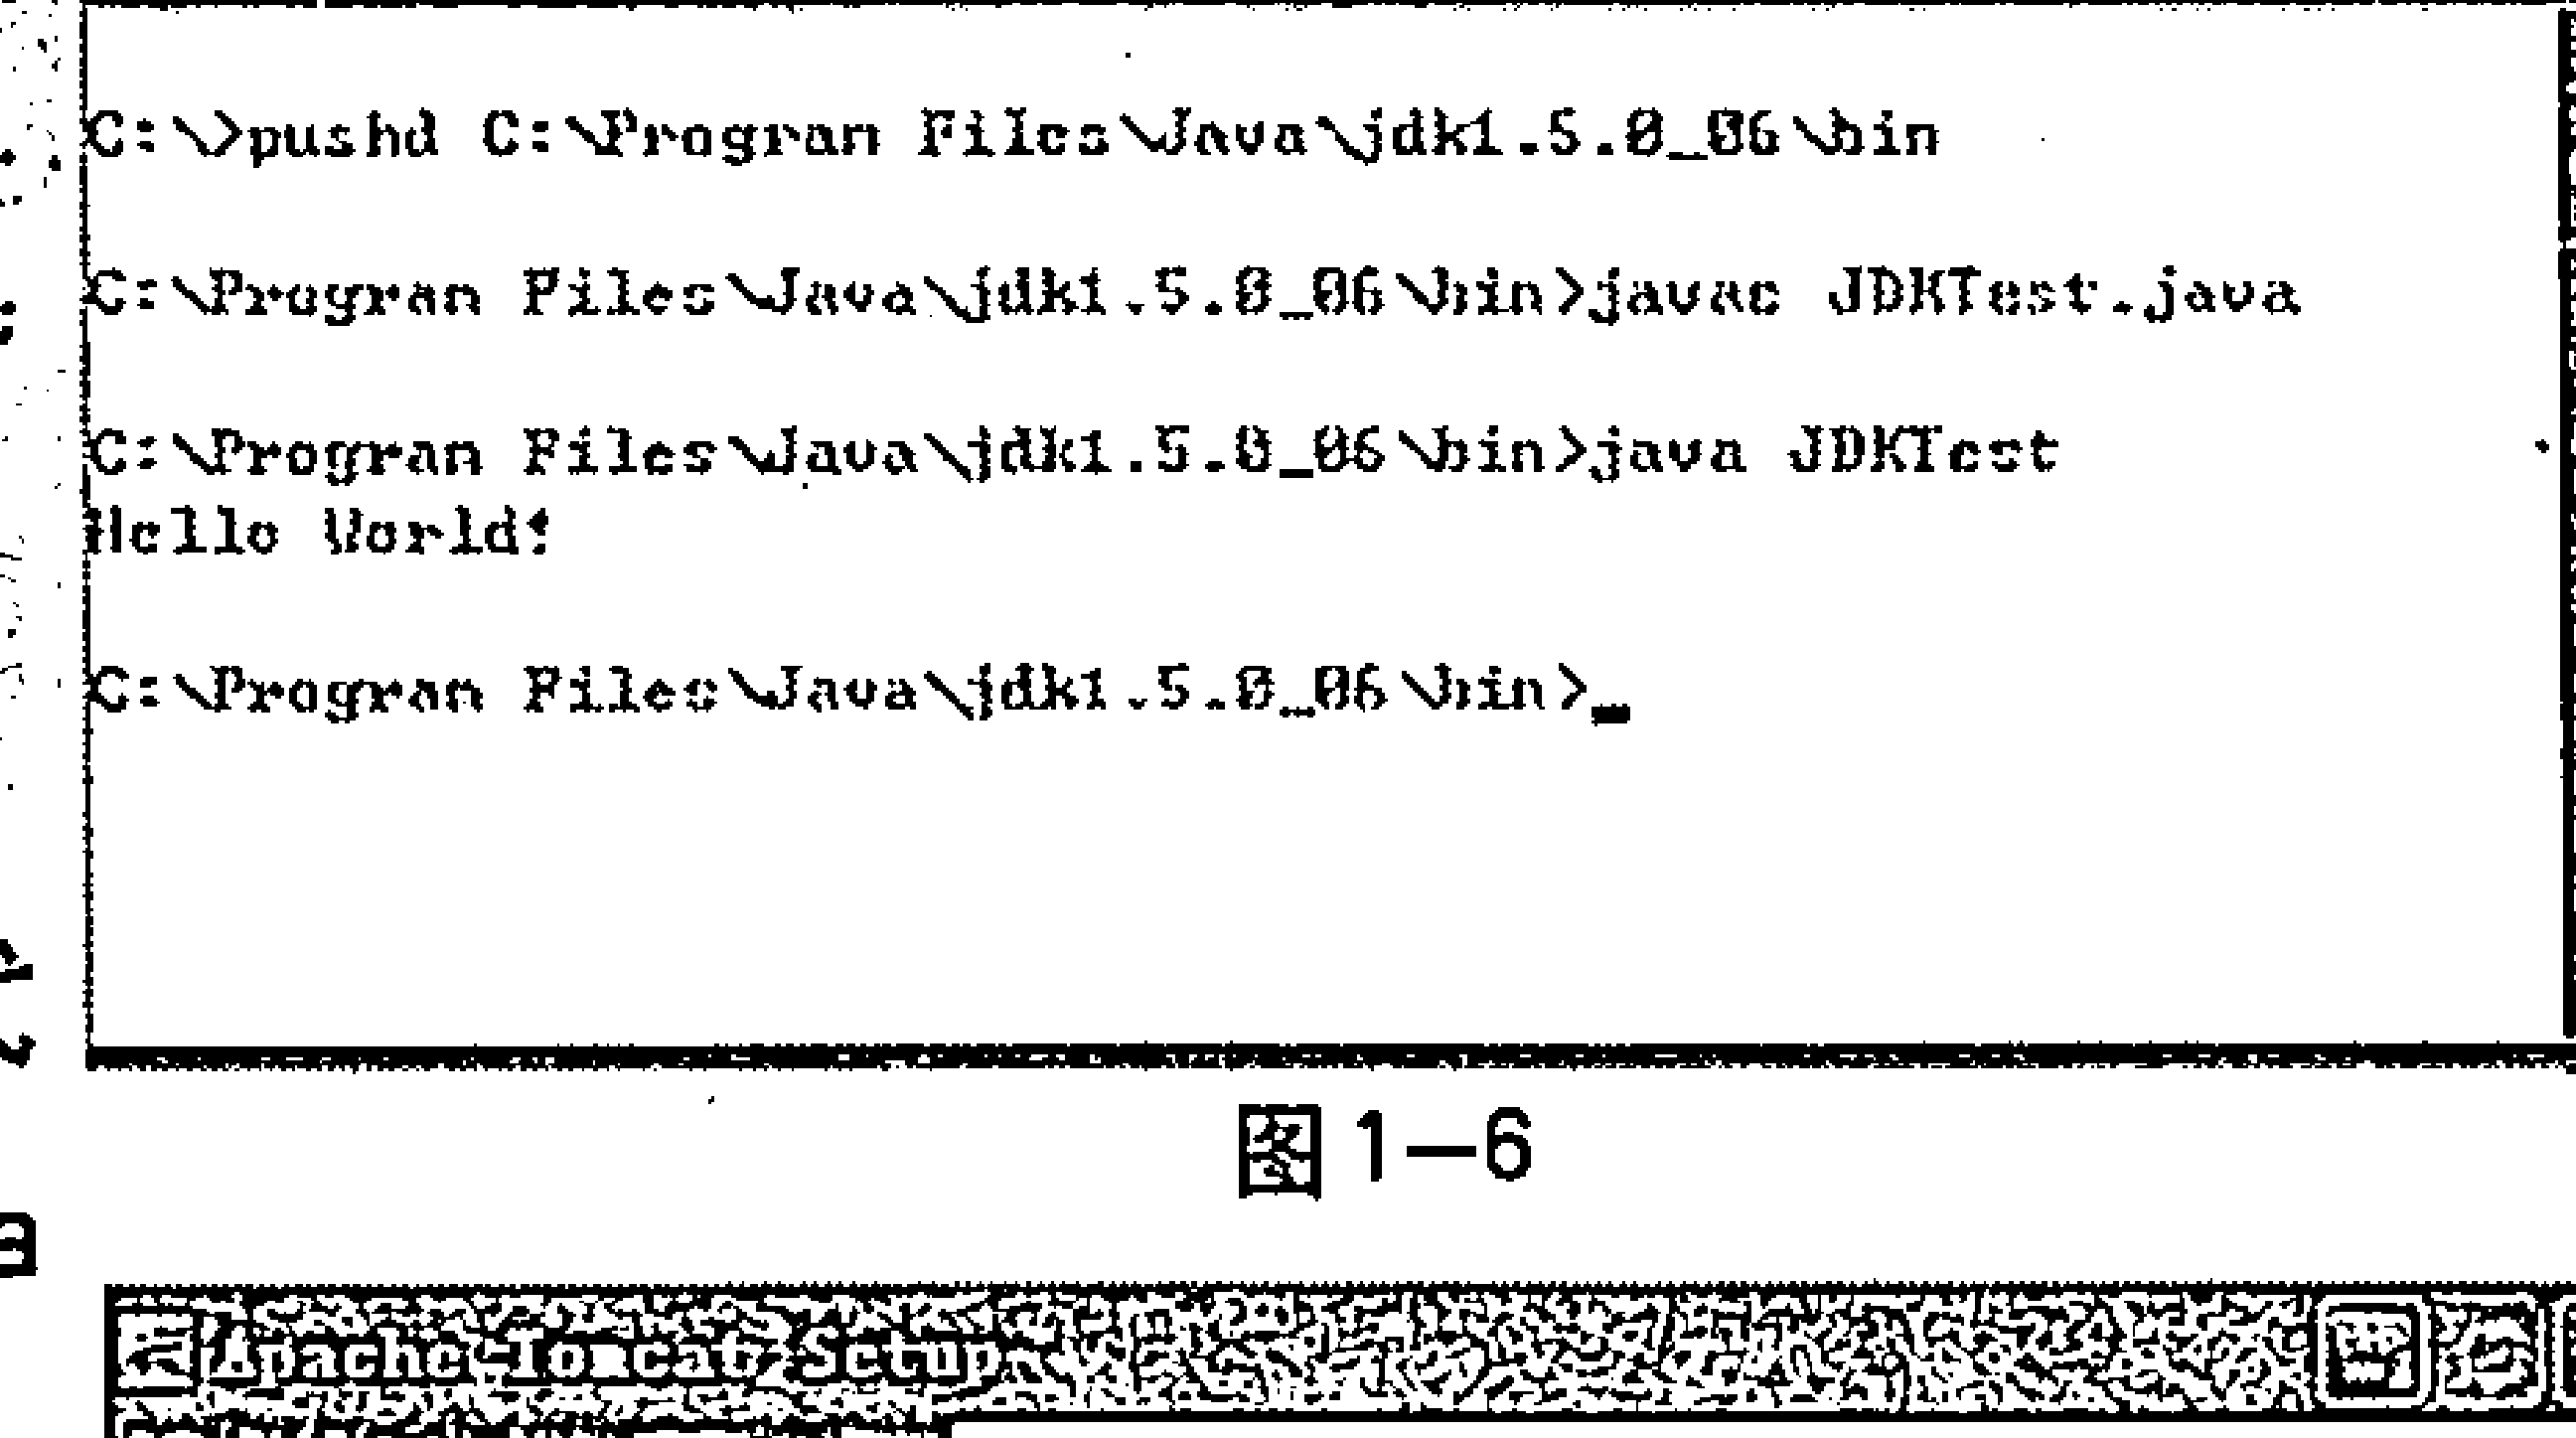 C:\>pushd C:\Program Files\Java\jdk1.5.0_06\bin
C:\Program Files\Java\jdk1.5.0_06\bin>javac JDKTest.java
C:\Program Files\Java\jdk1.5.0_06\bin>java JDKTest
Hello World!
C:\Program Files\Java\jdk1.5.0_06\bin>_
图 1—6
Apache Tomcat Setup